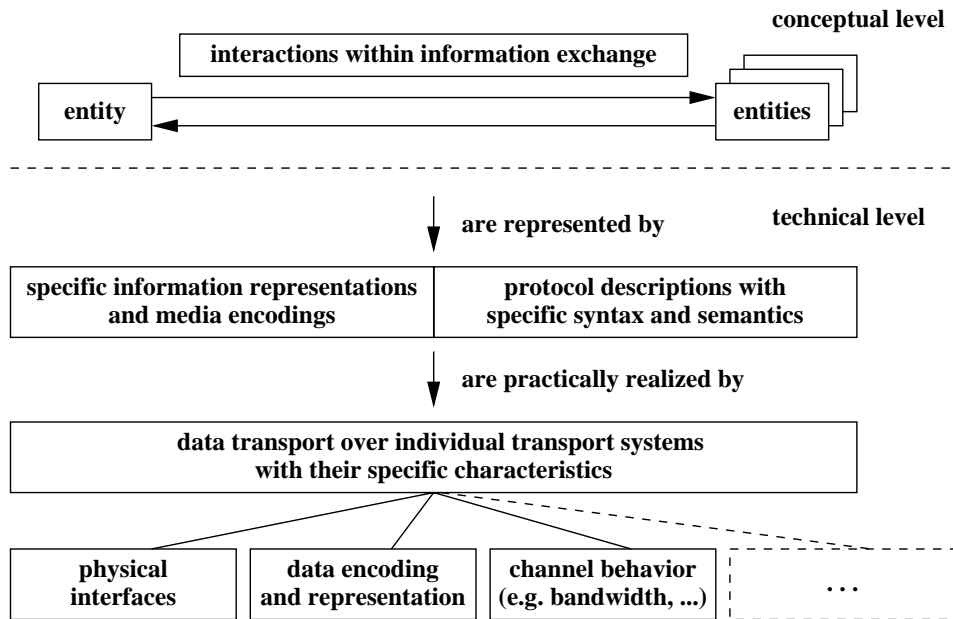 conceptual level
interactions within information exchange
entity
entities
technical level
are represented by
specific information representations
and media encodings
protocol descriptions with
specific syntax and semantics
are practically realized by
data transport over individual transport systems
with their specific characteristics
physical
interfaces
data encoding
and representation
channel behavior
(e.g. bandwidth, ...)
. . .